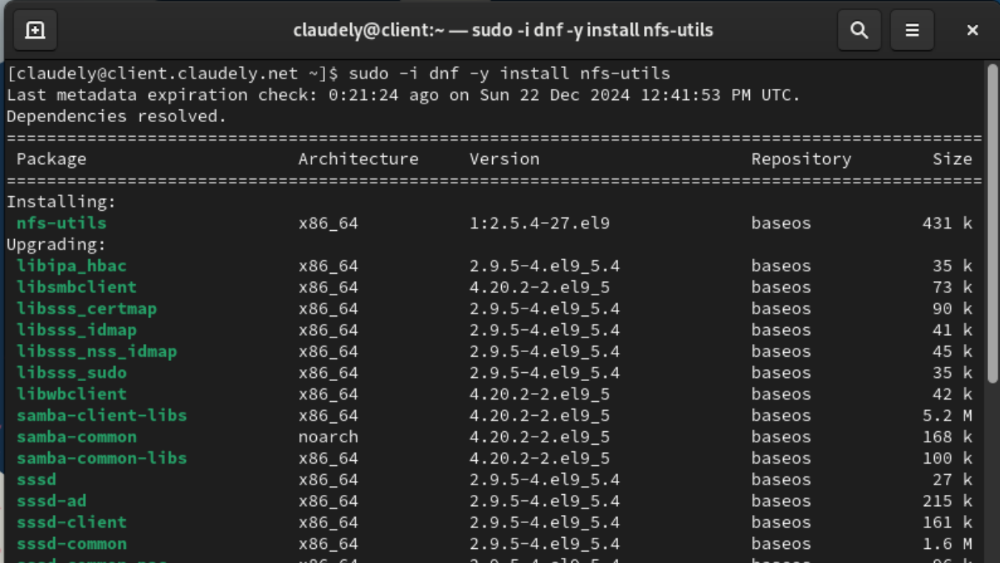 claudely@client:~ — sudo -i dnf -y install nfs-utils
[claudely@client.claudely.net ~]$ sudo -i dnf -y install nfs-utils
Last metadata expiration check: 0:21:24 ago on Sun 22 Dec 2024 12:41:53 PM UTC.
Dependencies resolved.
=================================================================================================
Package Architecture Version Repository Size
=================================================================================================
Installing:
nfs-utils x86_64 1:2.5.4-27.el9 baseos 431 k
Upgrading:
libipa_hbac x86_64 2.9.5-4.el9_5.4 baseos 35 k
libsmbclient x86_64 4.20.2-2.el9_5 baseos 73 k
libsss_certmap x86_64 2.9.5-4.el9_5.4 baseos 90 k
libsss_idmap x86_64 2.9.5-4.el9_5.4 baseos 41 k
libsss_nss_idmap x86_64 2.9.5-4.el9_5.4 baseos 45 k
libsss_sudo x86_64 2.9.5-4.el9_5.4 baseos 35 k
libwbclient x86_64 4.20.2-2.el9_5 baseos 42 k
samba-client-libs x86_64 4.20.2-2.el9_5 baseos 5.2 M
samba-common noarch 4.20.2-2.el9_5 baseos 168 k
samba-common-libs x86_64 4.20.2-2.el9_5 baseos 100 k
sssd x86_64 2.9.5-4.el9_5.4 baseos 27 k
sssd-ad x86_64 2.9.5-4.el9_5.4 baseos 215 k
sssd-client x86_64 2.9.5-4.el9_5.4 baseos 161 k
sssd-common x86_64 2.9.5-4.el9_5.4 baseos 1.6 M